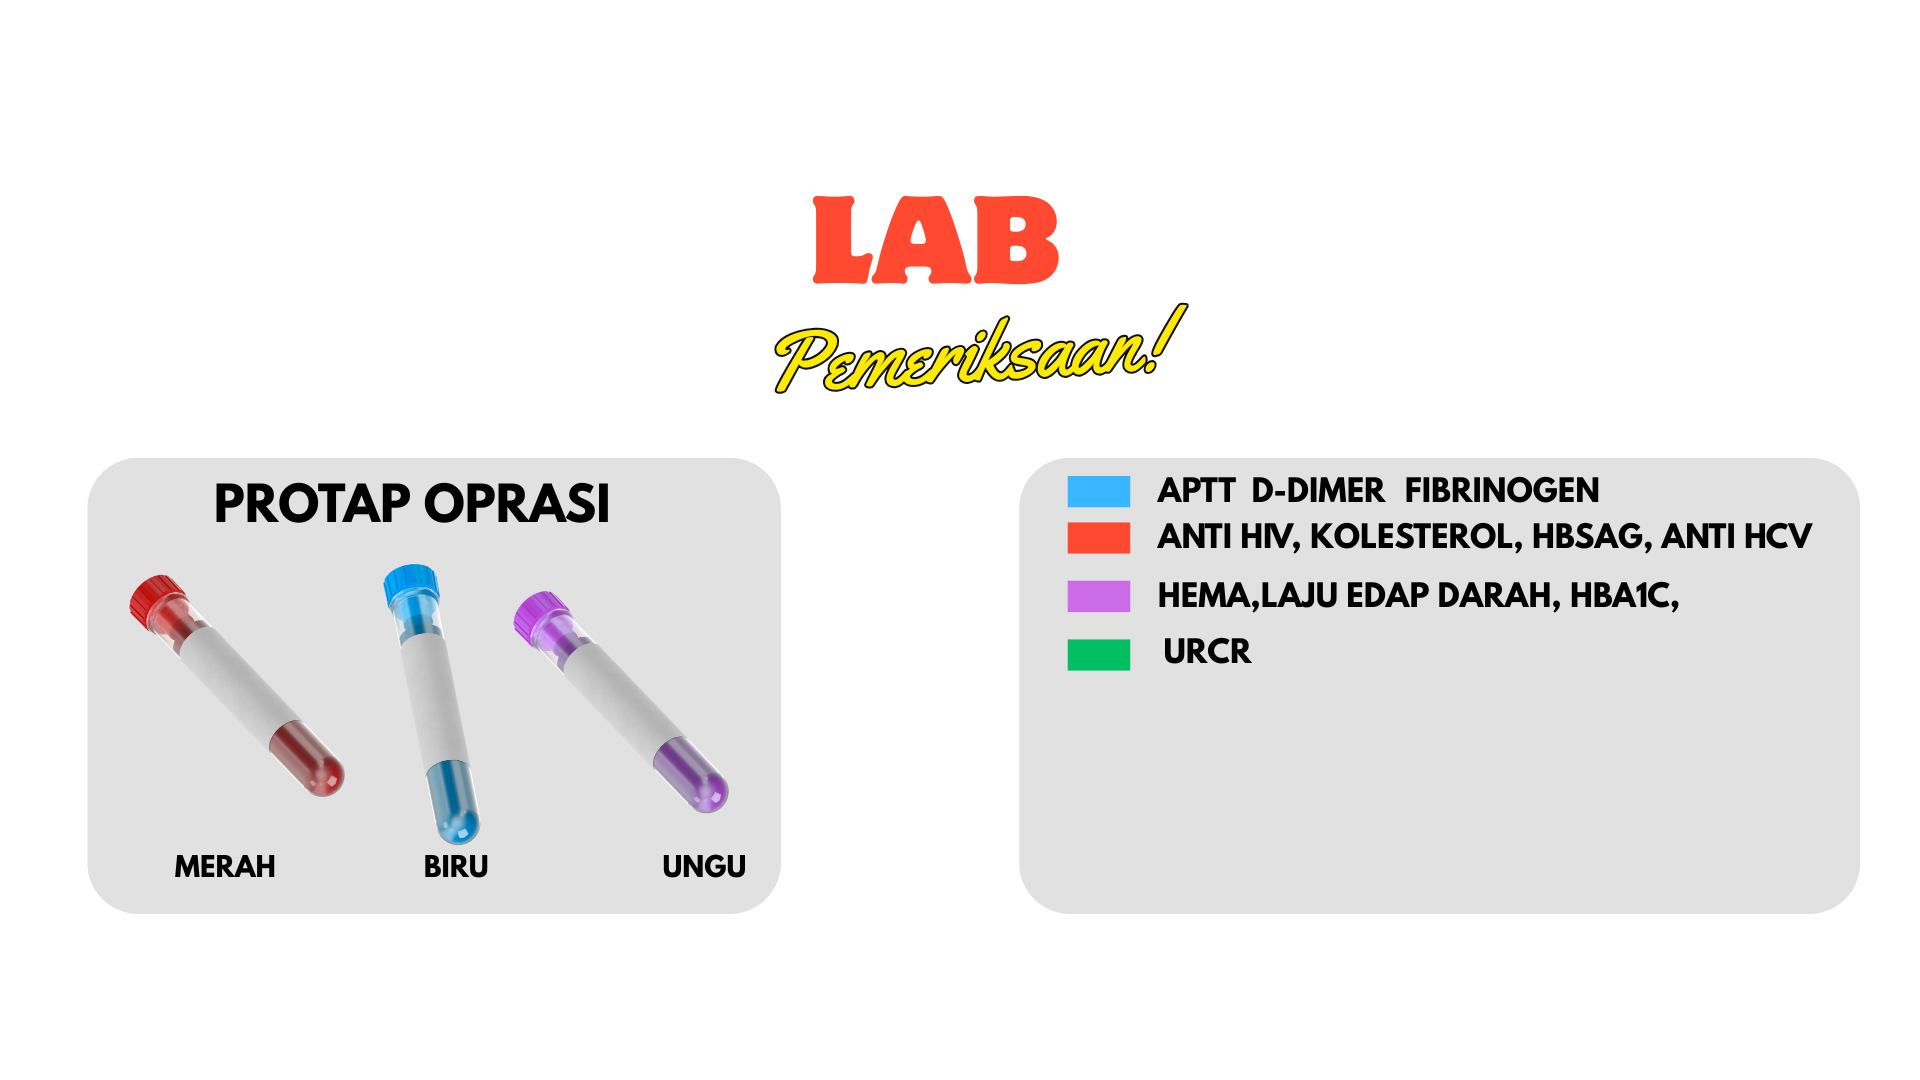 LAB
Pemeriksaan!
PROTAP OPRASI
MERAH
BIRU
UNGU
APTT D-DIMER FIBRINOGEN
ANTI HIV, KOLESTEROL, HBSAG, ANTI HCV
HEMA,LAJU EDAP DARAH, HBA1C,
URCR